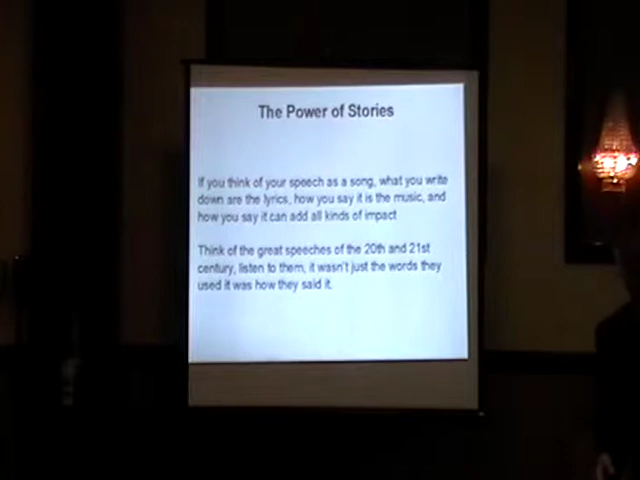 The Power of Stories
If you think of your speech as a song, what you write
down are the lyrics, how you say it is the music, and
how you say it can add all kinds of impact
Think of the great speeches of the 20th and 21st
century, listen to them, it wasn't just the words they
used it was how they said it.